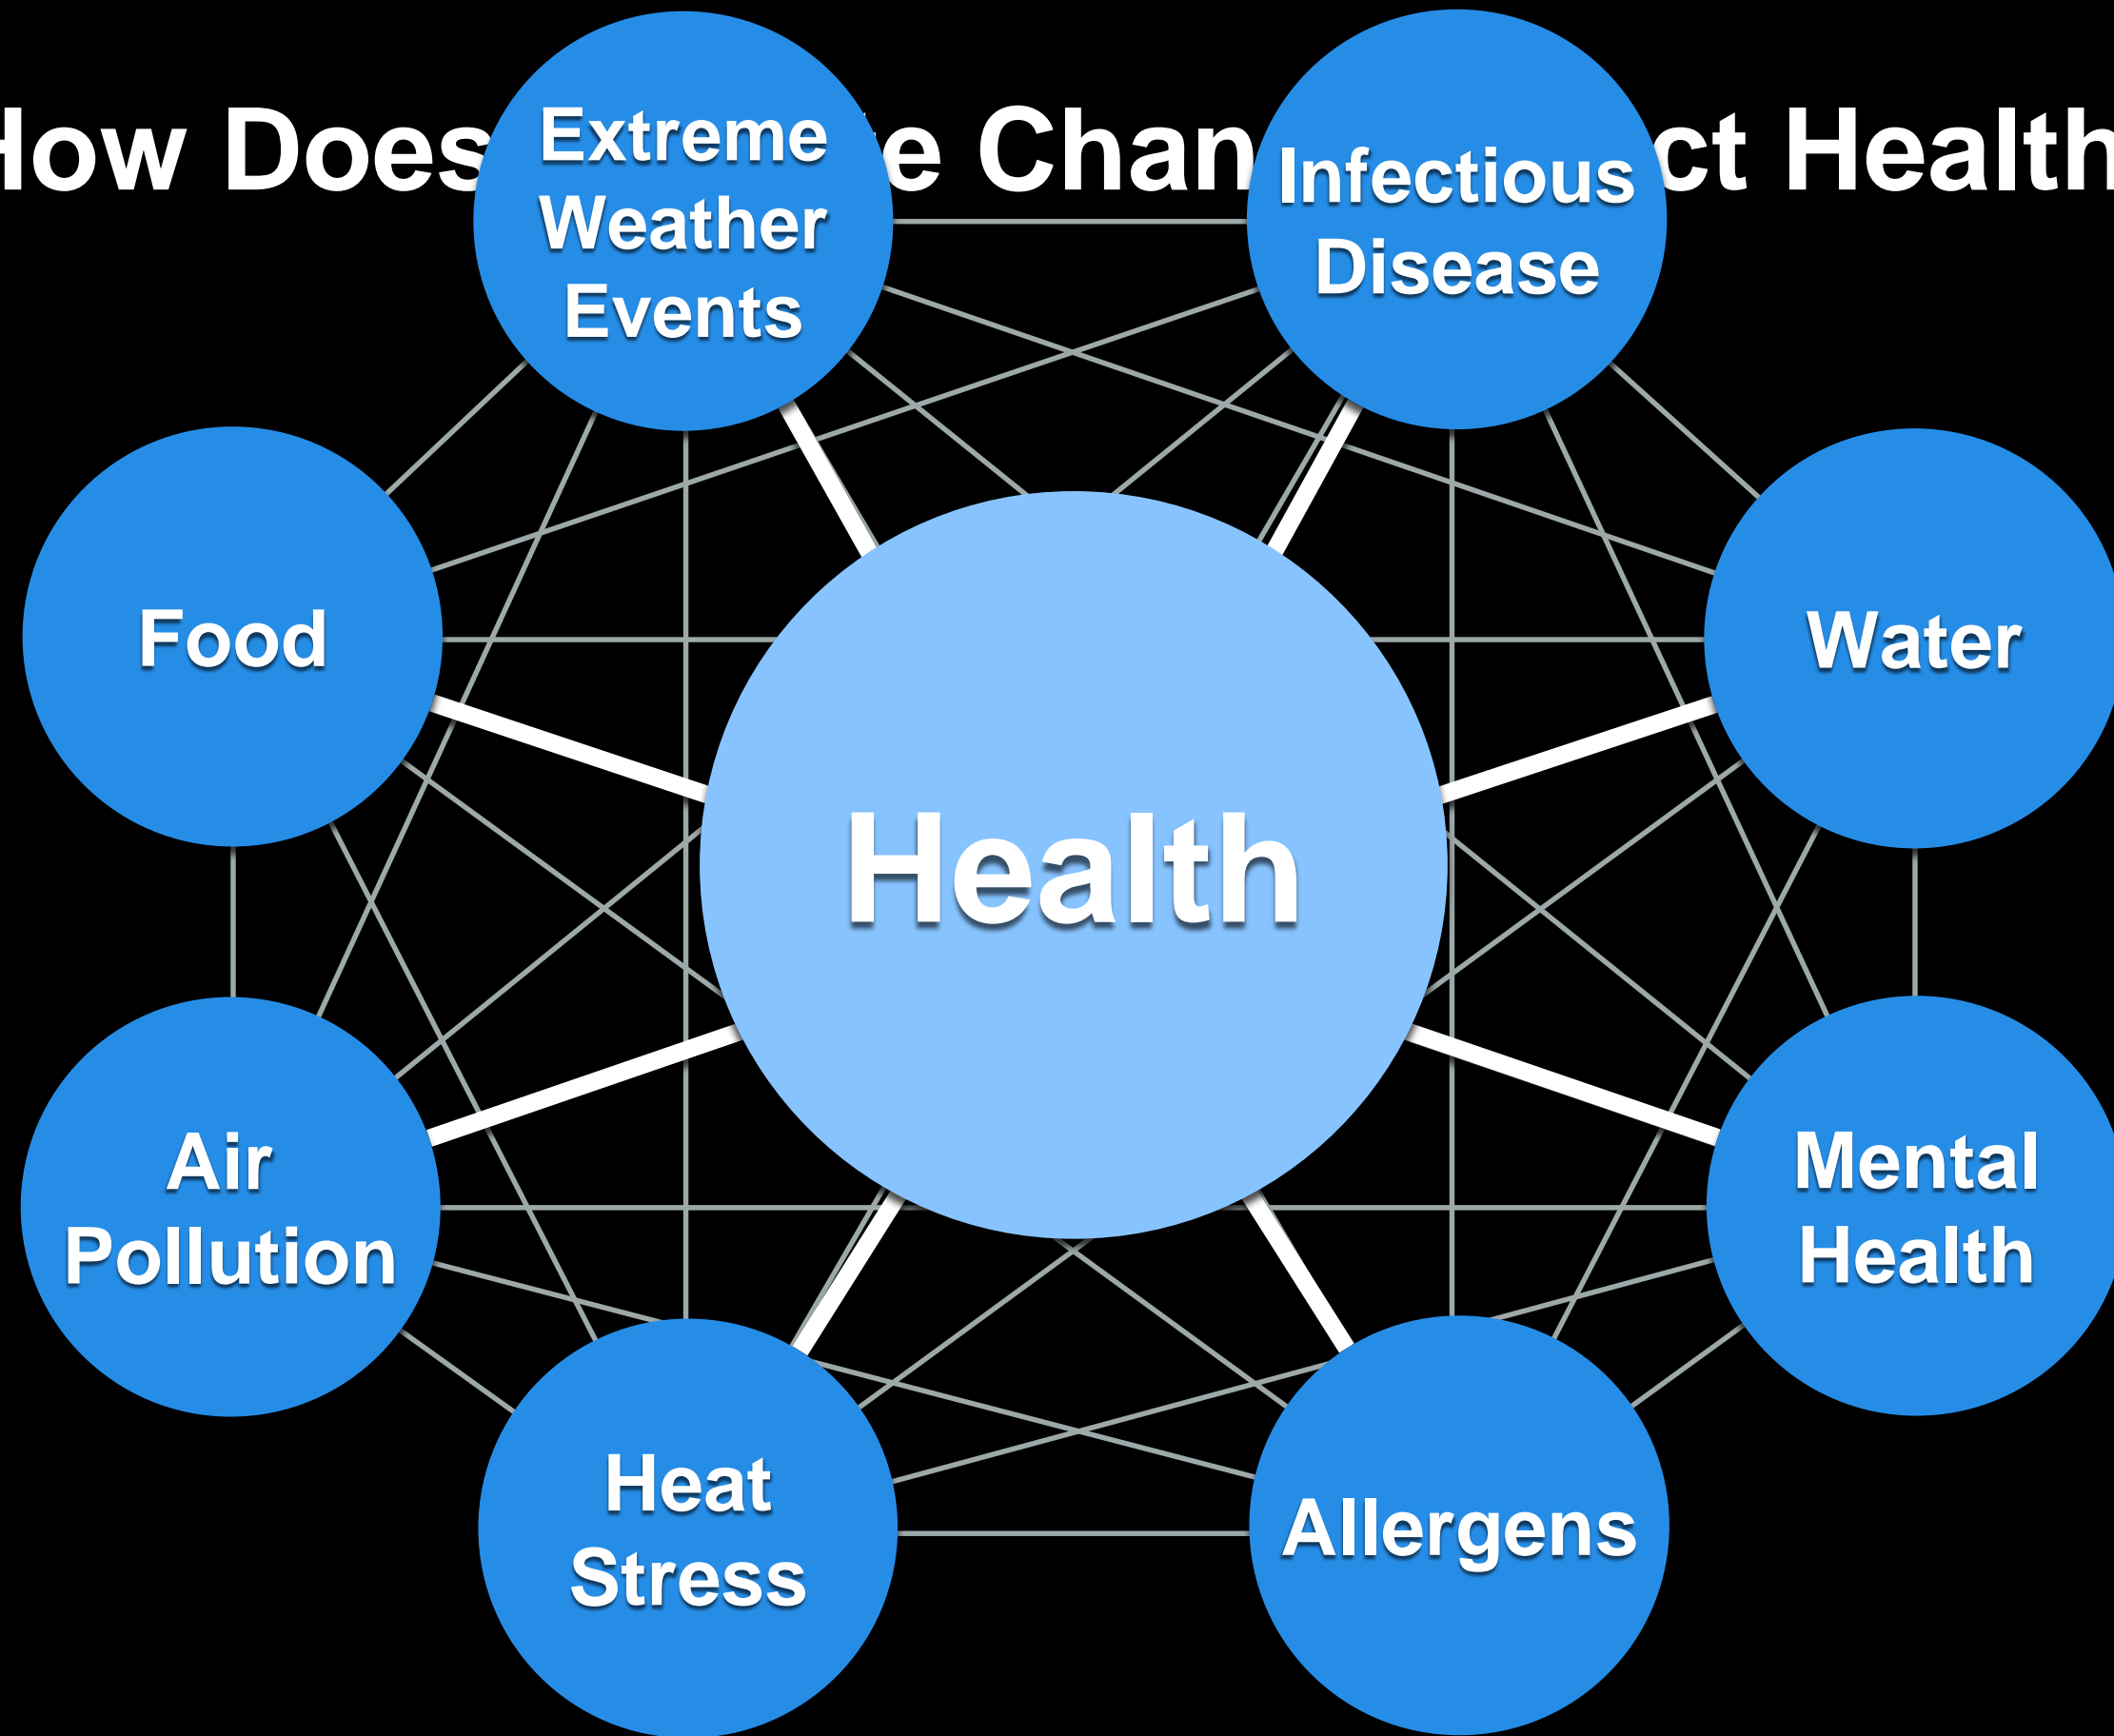 How Does e Chan ct Health
Extreme
Weather
Events
Infectious
Disease
Food
Water
Health
Air
Pollution
Mental
Health
Heat
Stress
Allergens